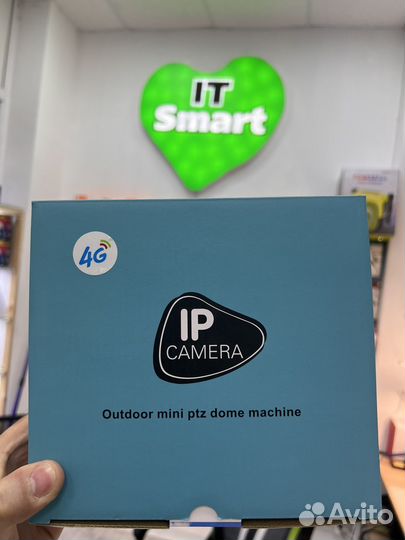 IT
Smart
4G
IP
CAMERA
Outdoor mini ptz dome machine
Avito